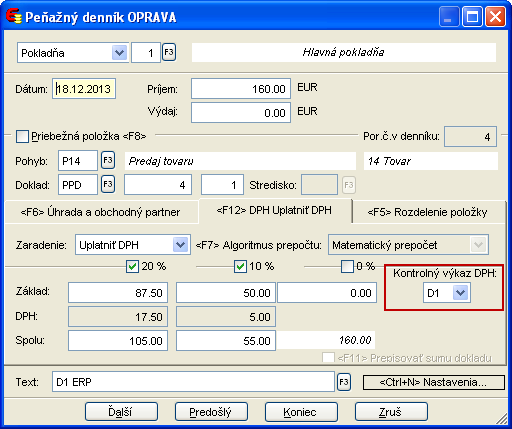 Peňažný denník OPRAVA
Pokladňa 1 F3 Hlavná pokladňa
Dátum: 18.12.2013 Príjem: 160.00 EUR
Výdaj: 0.00 EUR
Priebežná položka <F8> Por.č.v denníku: 4
Pohyb: P14 F3 Predaj tovaru 14 Tovar
Doklad: PPD F3 4 1 Stredisko: F3
<F6> Úhrada a obchodný partner <F12> DPH Uplatniť DPH <F5> Rozdelenie položky
Zaradenie: Uplatniť DPH <F7> Algoritmus prepočtu: Matematický prepočet
20 % 10 % 0 % Kontrolný výkaz DPH:
Základ: 87.50 50.00 0.00 D1
DPH: 17.50 5.00
Spolu: 105.00 55.00 160.00
<F11> Prepisovať sumu dokladu
Text: D1 ERP F3 <Ctrl+N> Nastavenia...
Ďalší Predošlý Koniec Zruš